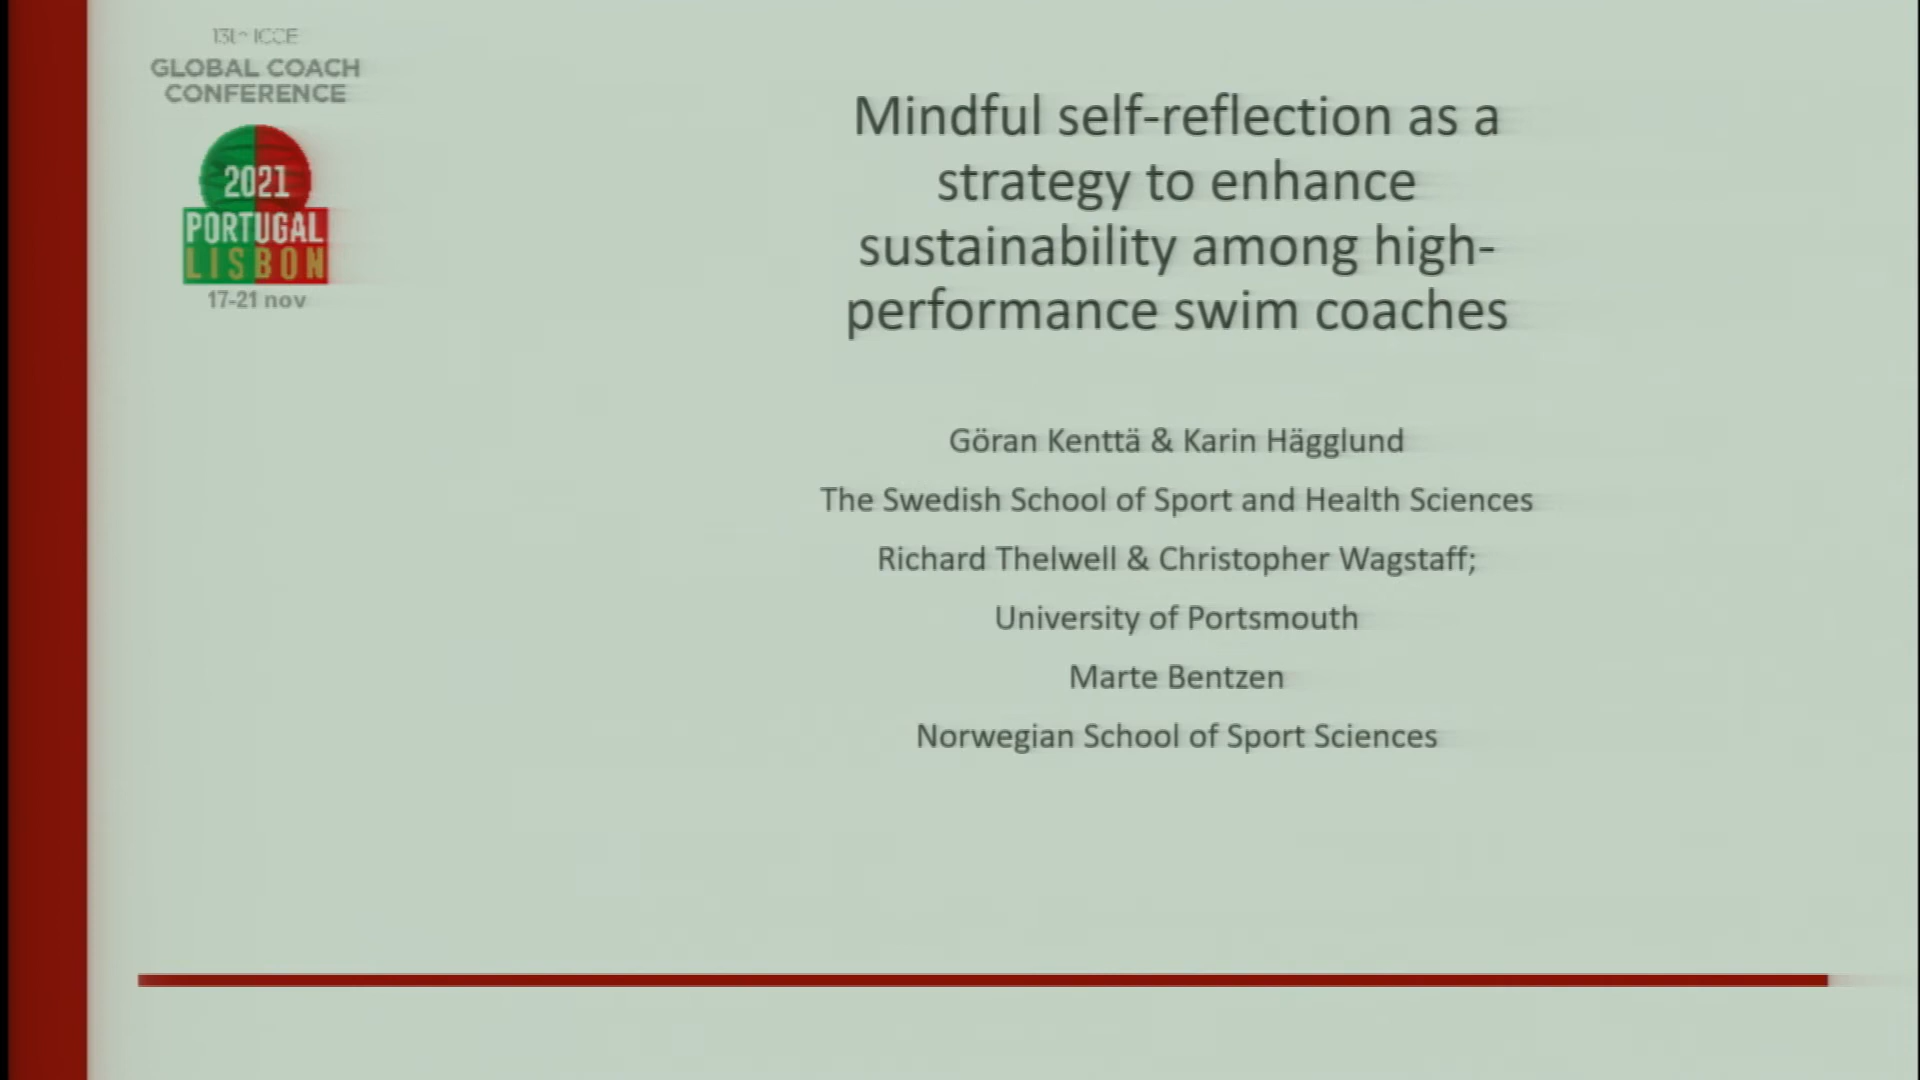 13th ICCE
GLOBAL COACH
CONFERENCE
2021
PORTUGAL
LISBON
17-21 nov
Mindful self-reflection as a
strategy to enhance
sustainability among high-
performance swim coaches
Göran Kenttä & Karin Hägglund
The Swedish School of Sport and Health Sciences
Richard Thelwell & Christopher Wagstaff;
University of Portsmouth
Marte Bentzen
Norwegian School of Sport Sciences